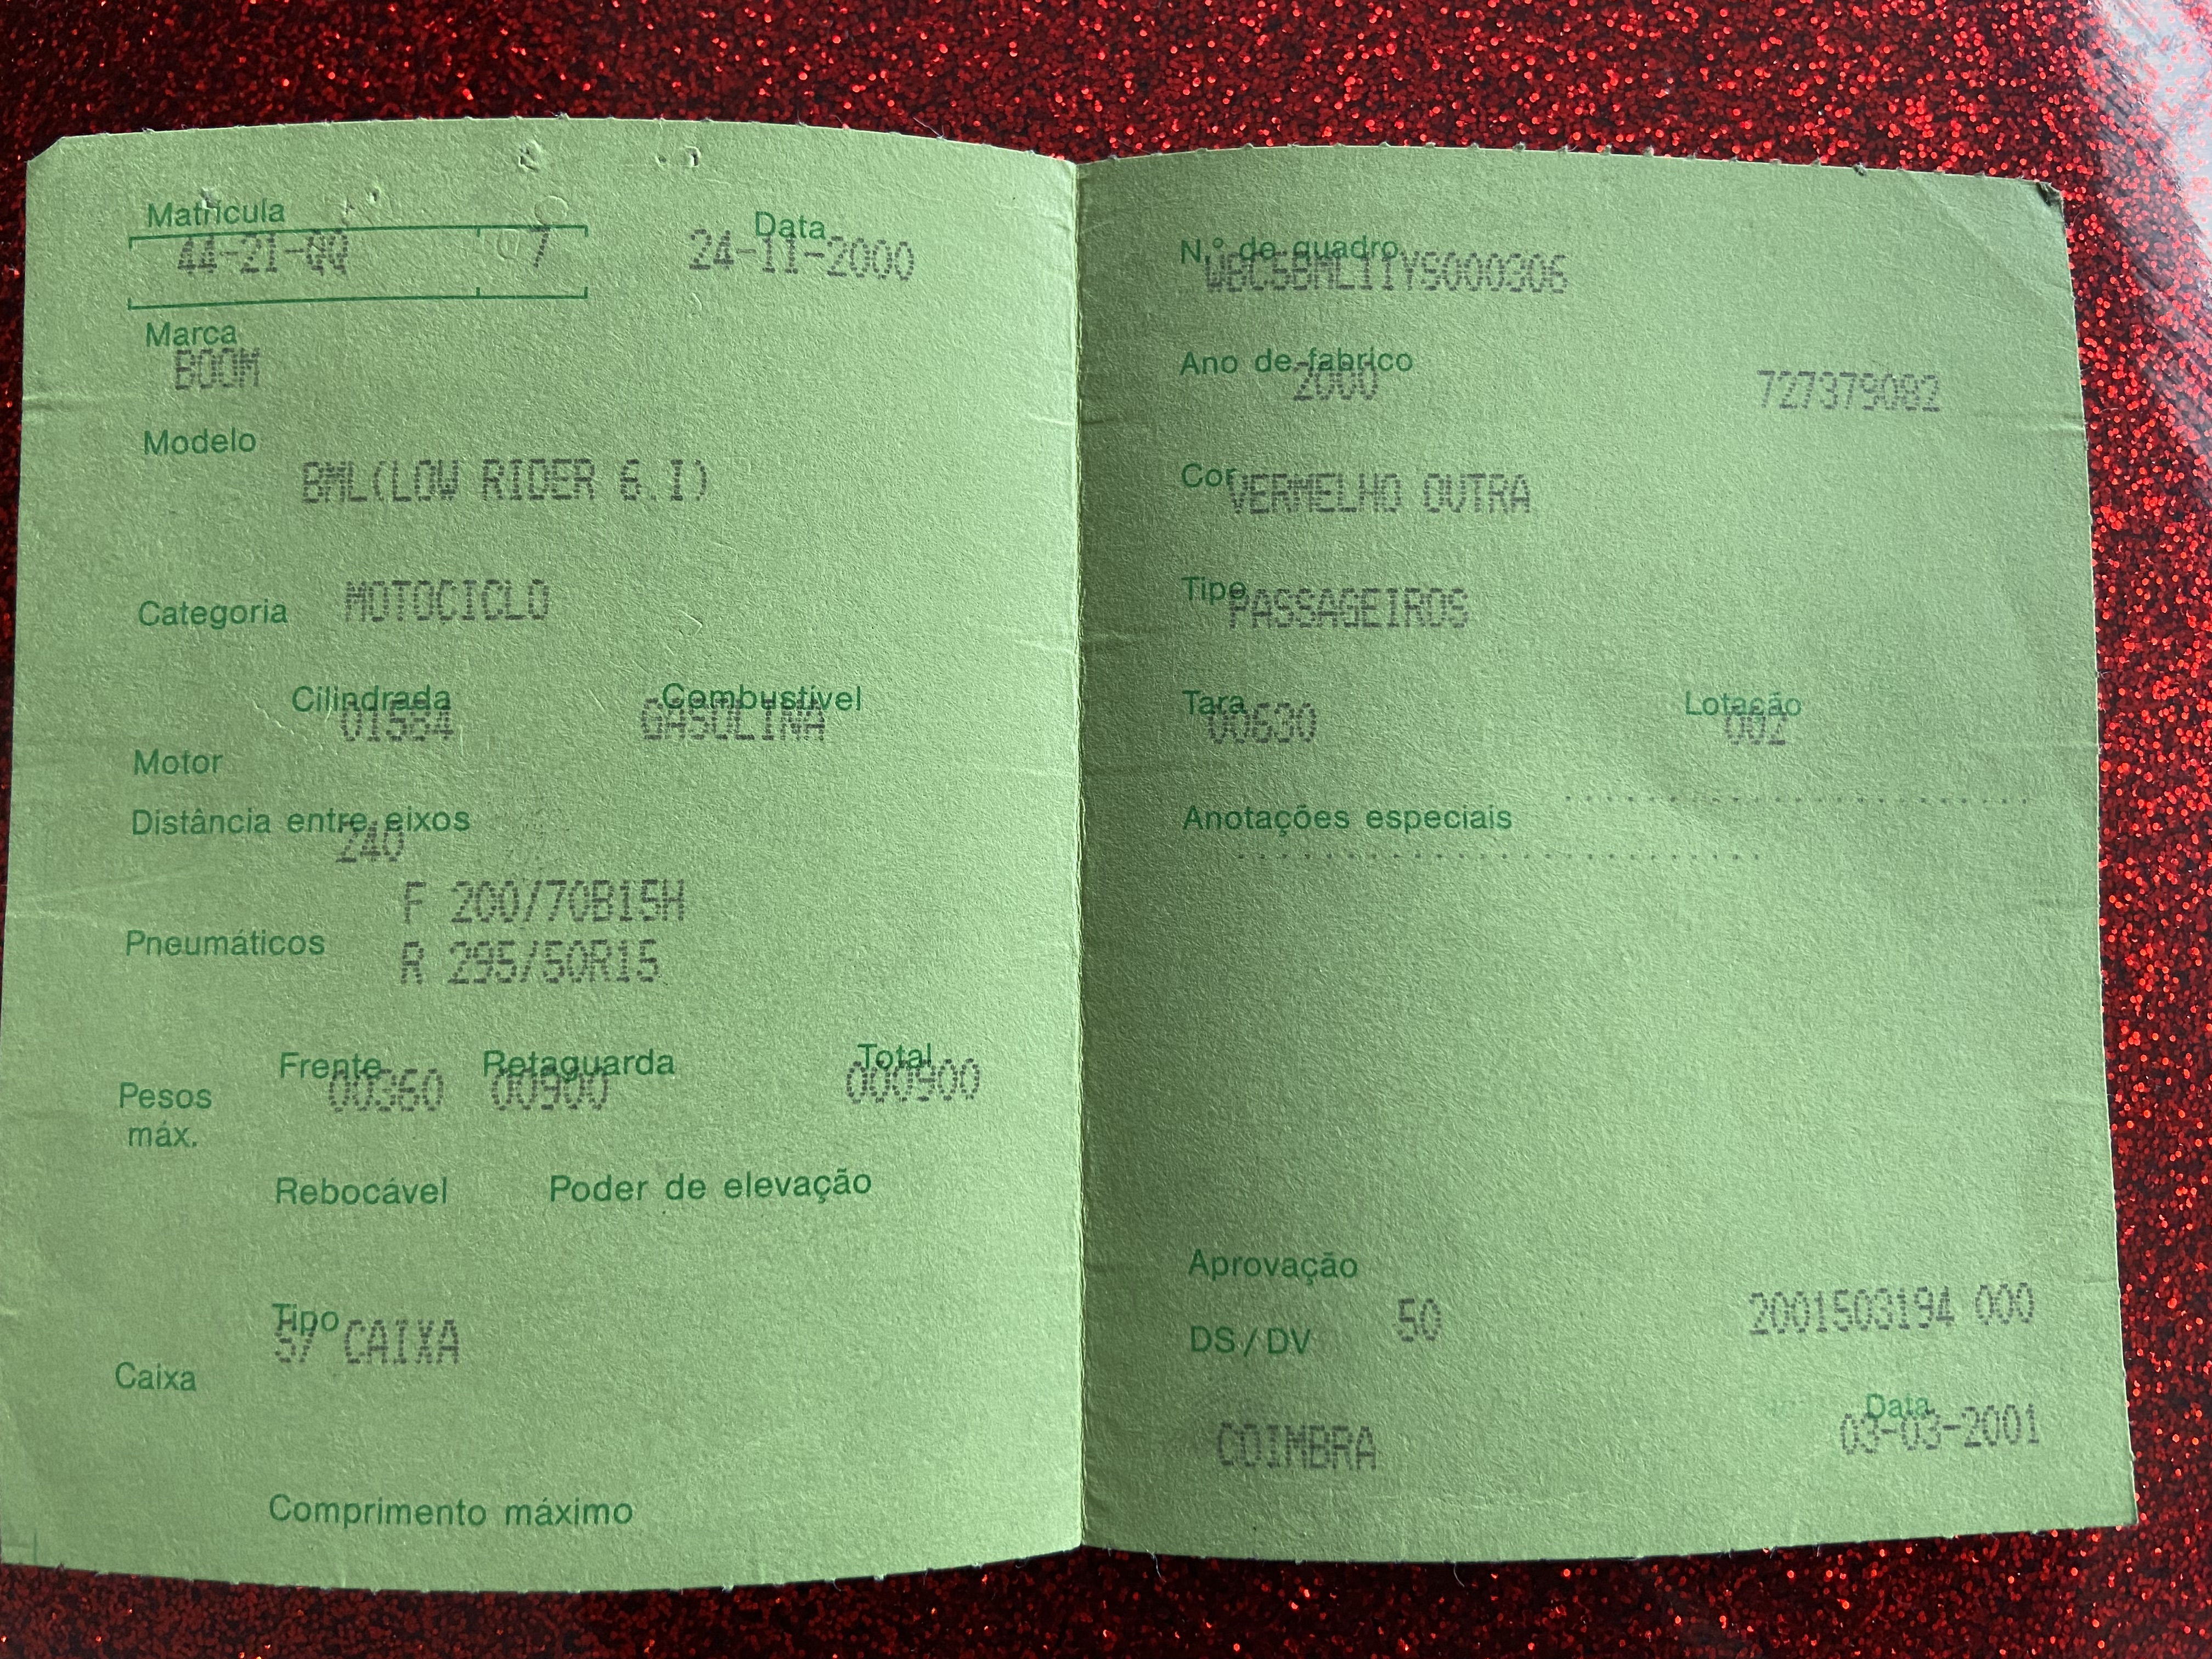 Matrícula
44-21-QQ 7
Data
24-11-2000
Marca
BOOM
Modelo
BML(LOW RIDER 6.I)
Categoria MOTOCICLO
Cilindrada Combustível
01584 GASOLINA
Motor
Distância entre eixos
240
F 200/70B15H
Pneumáticos
R 295/50R15
Frente Retaguarda Total
00360 00900 000900
Pesos
máx.
Rebocável Poder de elevação
Tipo
S/ CAIXA
Caixa
Comprimento máximo
N.º de quadro
Ano de fabrico
2000 727379082
Cor
VERMELHO OUTRA
Tipo
PASSAGEIROS
Tara Lotação
00630 002
Anotações especiais
Aprovação
DS/DV 50 2001503194 000
Data
COIMBRA 03-03-2001